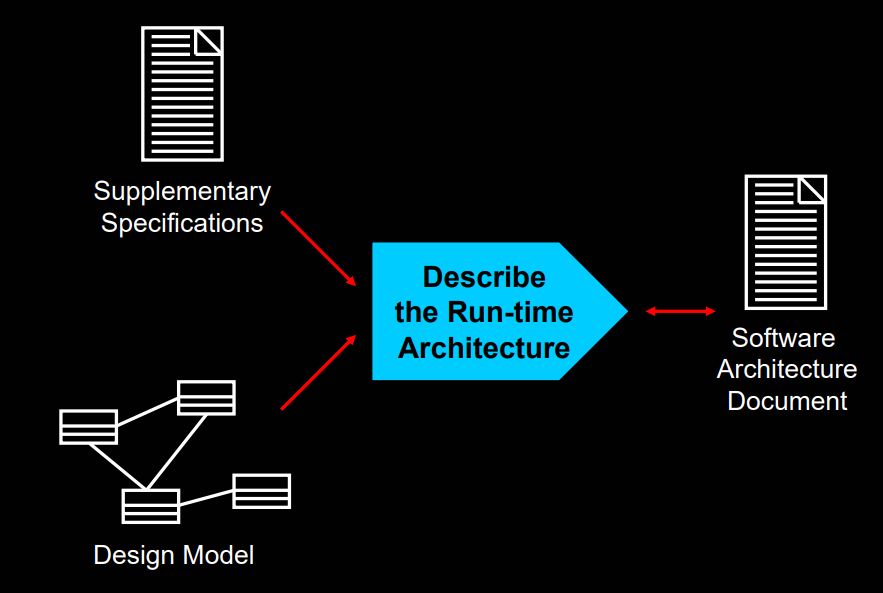 Supplementary
Specifications
Describe
the Run-time
Architecture
Software
Architecture
Document
Design Model